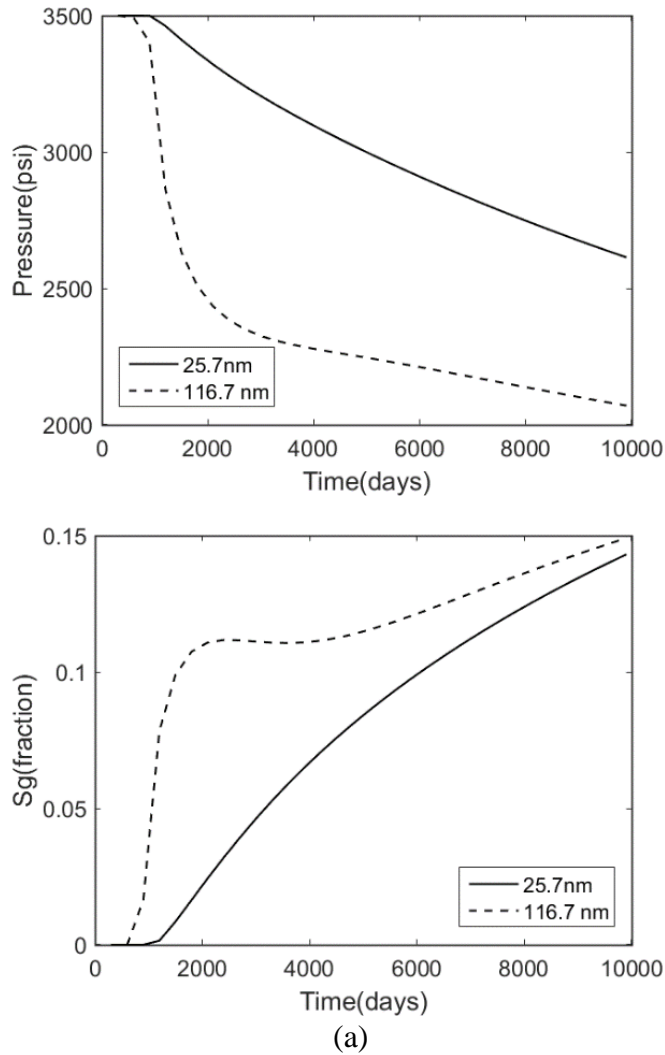 3500
3000
2500
2000
Pressure(psi)
25.7nm
116.7 nm
0 2000 4000 6000 8000 10000
Time(days)
0.15
0.1
0.05
0
Sg(fraction)
25.7nm
116.7 nm
0 2000 4000 6000 8000 10000
Time(days)
(a)